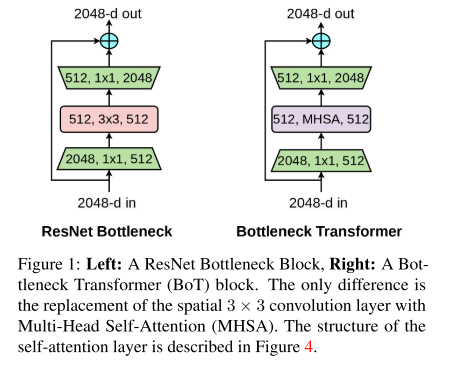 2048-d out
512, 1x1, 2048
512, 3x3, 512
2048, 1x1, 512
2048-d in
ResNet Bottleneck
2048-d out
512, 1x1, 2048
512, MHSA, 512
2048, 1x1, 512
2048-d in
Bottleneck Transformer
Figure 1: Left: A ResNet Bottleneck Block, Right: A Bot-
tleneck Transformer (BoT) block. The only difference is
the replacement of the spatial 3 × 3 convolution layer with
Multi-Head Self-Attention (MHSA). The structure of the
self-attention layer is described in Figure 4.